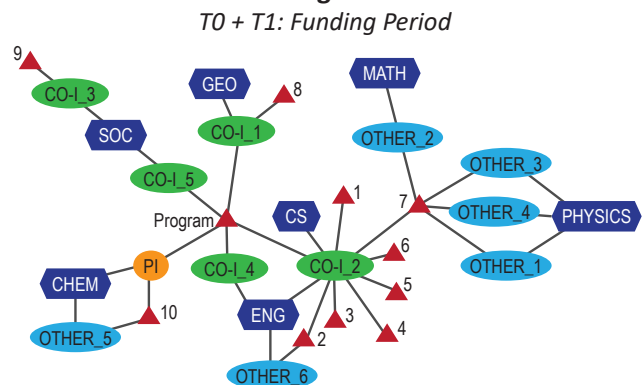 T0 + T1: Funding Period
9
CO-I_3
GEO
MATH
8
SOC
CO-I_1
OTHER_2
OTHER_3
CO-I_5
1
7
OTHER_4
PHYSICS
Program
CS
6
PI
CO-I_4
CO-I_2
OTHER_1
CHEM
5
10
ENG
3
4
OTHER_5
2
OTHER_6